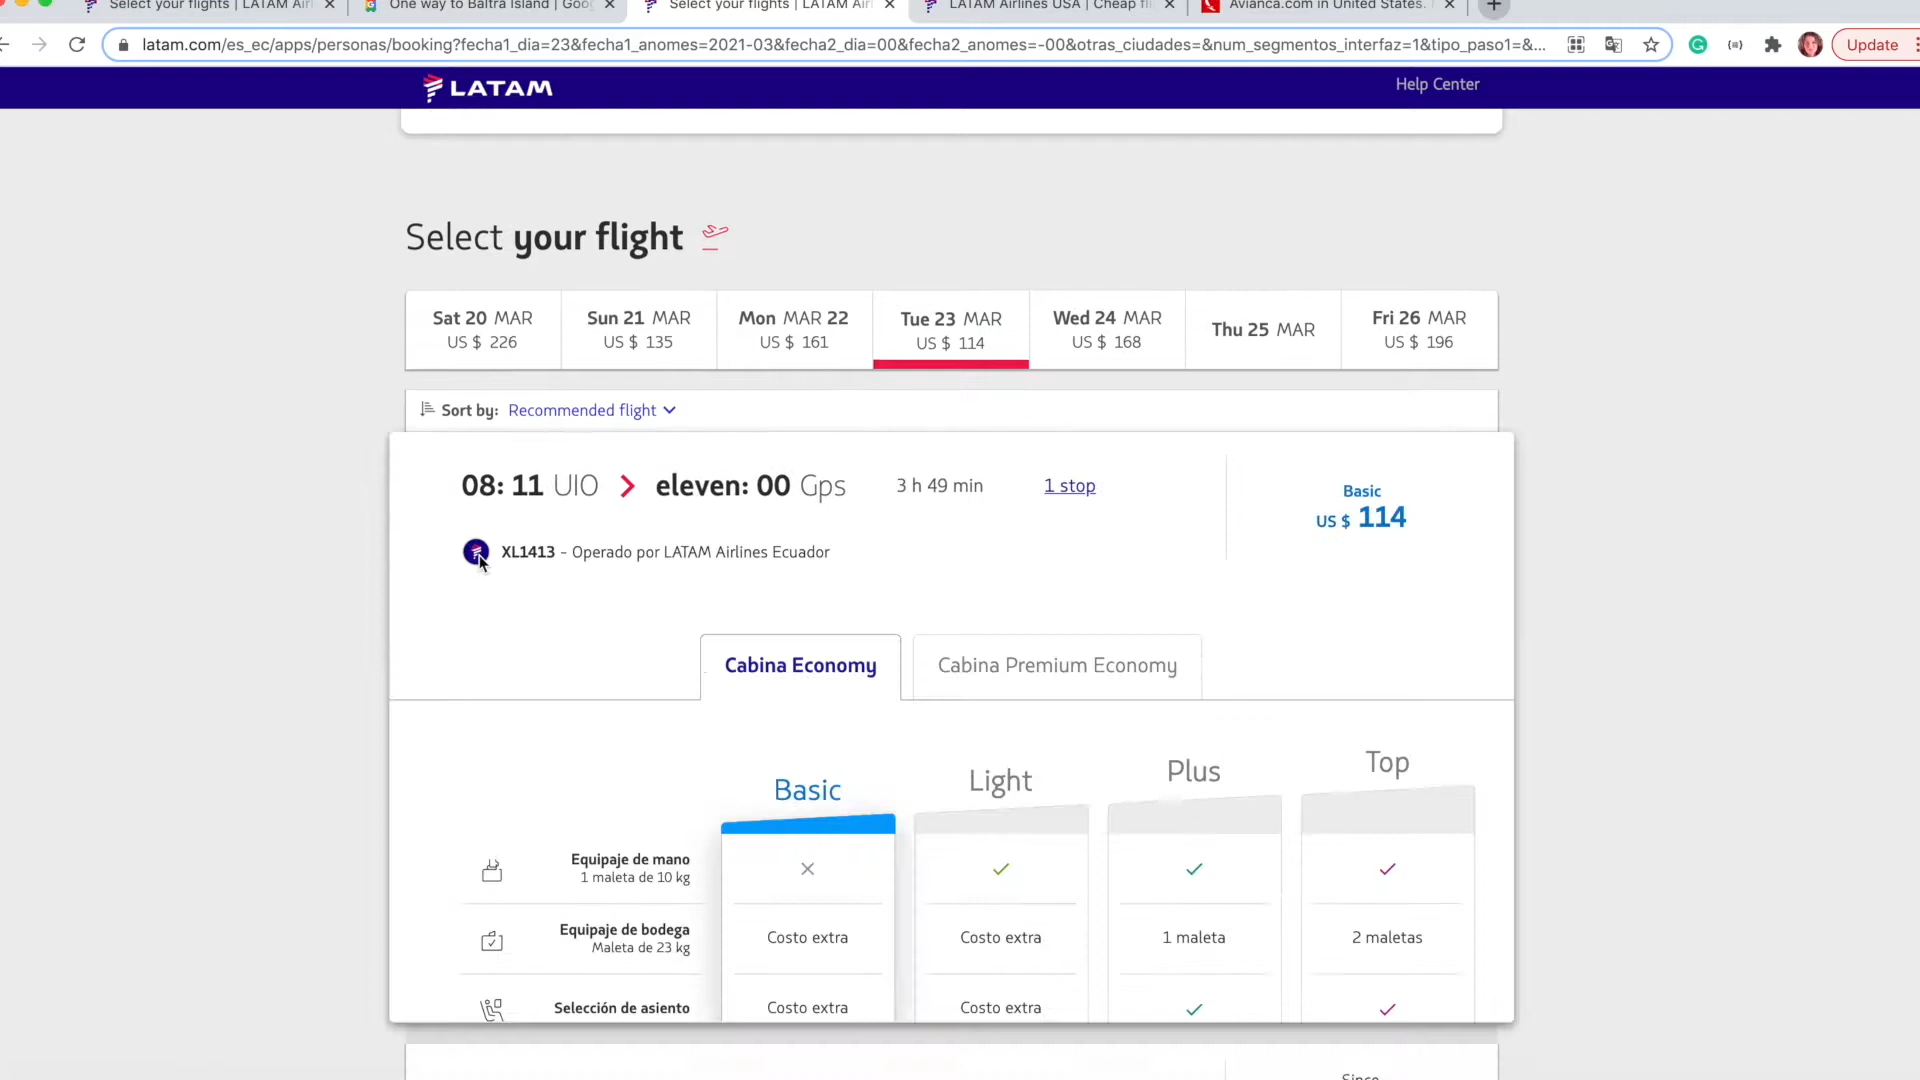 Select your flights | LATAM Air
One way to Baltra Island | Goo
Select your flights | LATAM Air
LATAM Airlines USA | Cheap fl
Avianca.com in United States.
latam.com/es_ec/apps/personas/booking?fecha1_dia=23&fecha1_anomes=2021-03&fecha2_dia=00&fecha2_anomes=-00&otras_ciudades=&num_segmentos_interfaz=1&tipo_paso1=&...
Update
LATAM
Help Center
Select your flight
Sat 20 MAR
US $ 226
Sun 21 MAR
US $ 135
Mon MAR 22
US $ 161
Tue 23 MAR
US $ 114
Wed 24 MAR
US $ 168
Thu 25 MAR
Fri 26 MAR
US $ 196
Sort by: Recommended flight
08: 11 UIO eleven: 00 Gps 3 h 49 min 1 stop
Basic
US $ 114
XL1413 - Operado por LATAM Airlines Ecuador
Cabina Economy
Cabina Premium Economy
Basic Light Plus Top
Equipaje de mano
1 maleta de 10 kg
Equipaje de bodega
Maleta de 23 kg
Costo extra Costo extra 1 maleta 2 maletas
Selección de asiento Costo extra Costo extra
Since